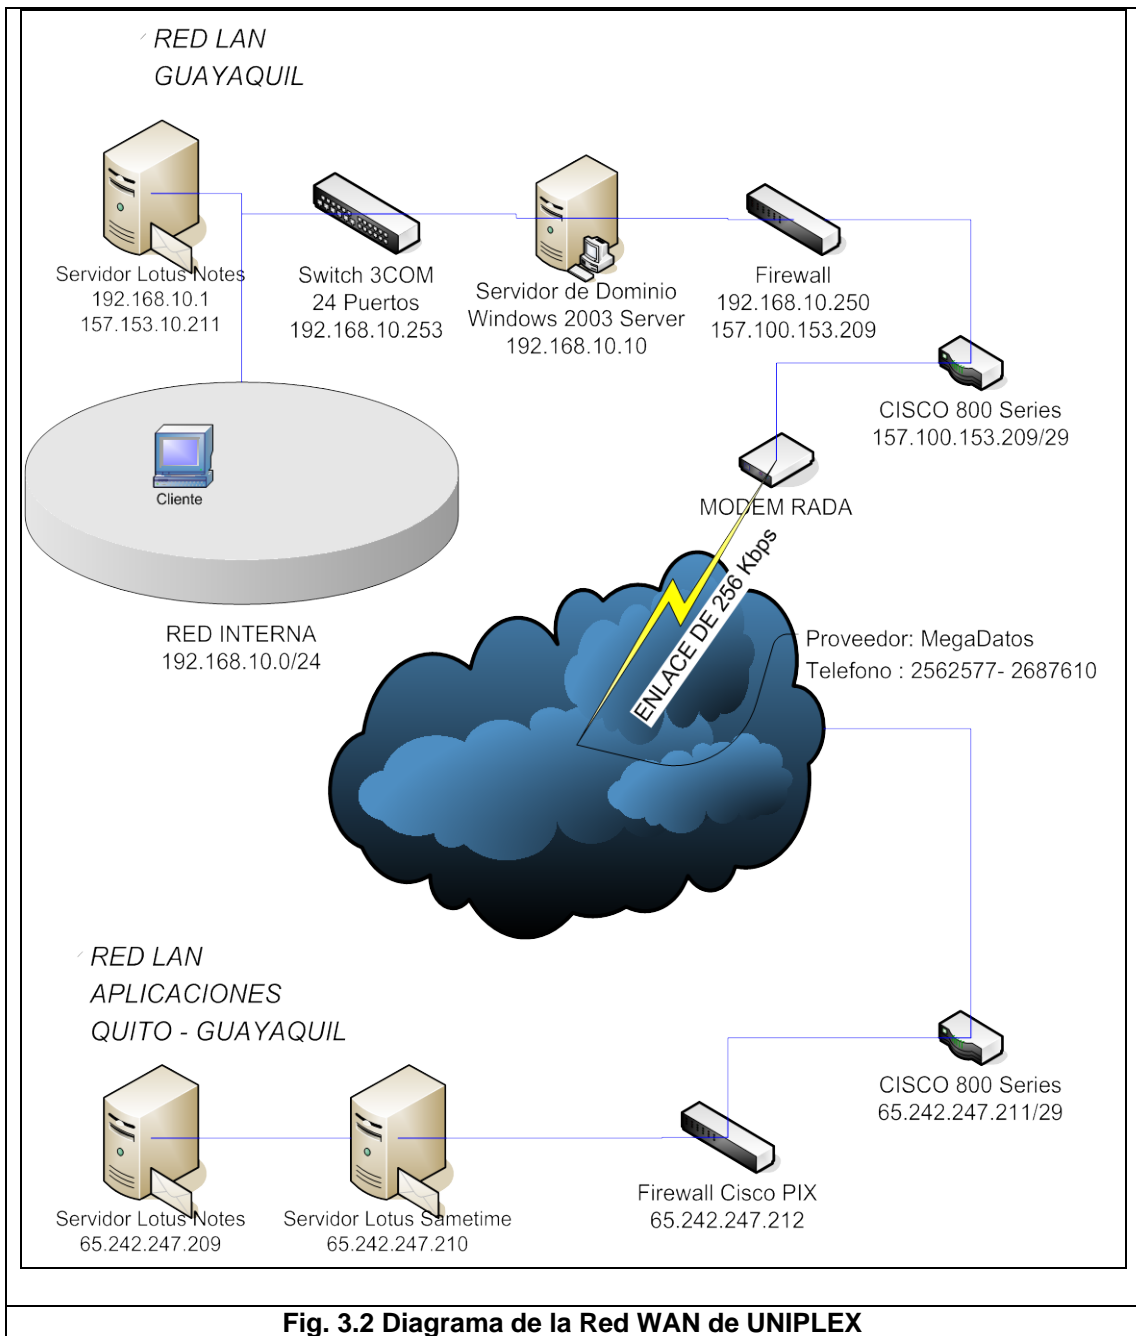 RED LAN
GUAYAQUIL
Servidor Lotus Notes
192.168.10.1
157.153.10.211
Switch 3COM
24 Puertos
192.168.10.253
Servidor de Dominio
Windows 2003 Server
192.168.10.10
Firewall
192.168.10.250
157.100.153.209
CISCO 800 Series
157.100.153.209/29
MODEM RADA
Cliente
RED INTERNA
192.168.10.0/24
ENLACE DE 256 Kbps
Proveedor: MegaDatos
Telefono : 2562577- 2687610
RED LAN
APLICACIONES
QUITO - GUAYAQUIL
CISCO 800 Series
65.242.247.211/29
Firewall Cisco PIX
65.242.247.212
Servidor Lotus Notes
65.242.247.209
Servidor Lotus Sametime
65.242.247.210
Fig. 3.2 Diagrama de la Red WAN de UNIPLEX